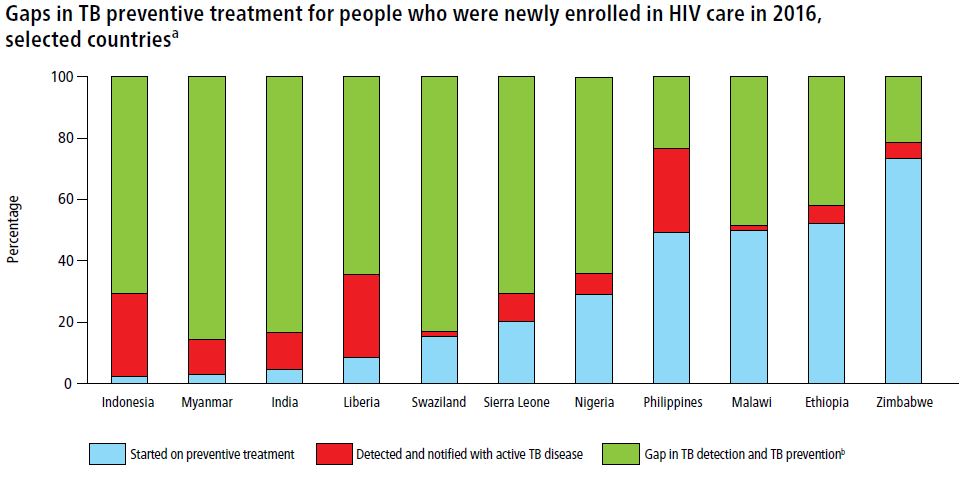 Gaps in TB preventive treatment for people who were newly enrolled in HIV care in 2016,
selected countriesᵃ
100
80
60
40
20
0
Percentage
Indonesia Myanmar India Liberia Swaziland Sierra Leone Nigeria Philippines Malawi Ethiopia Zimbabwe
Started on preventive treatment Detected and notified with active TB disease Gap in TB detection and TB preventionᵇ